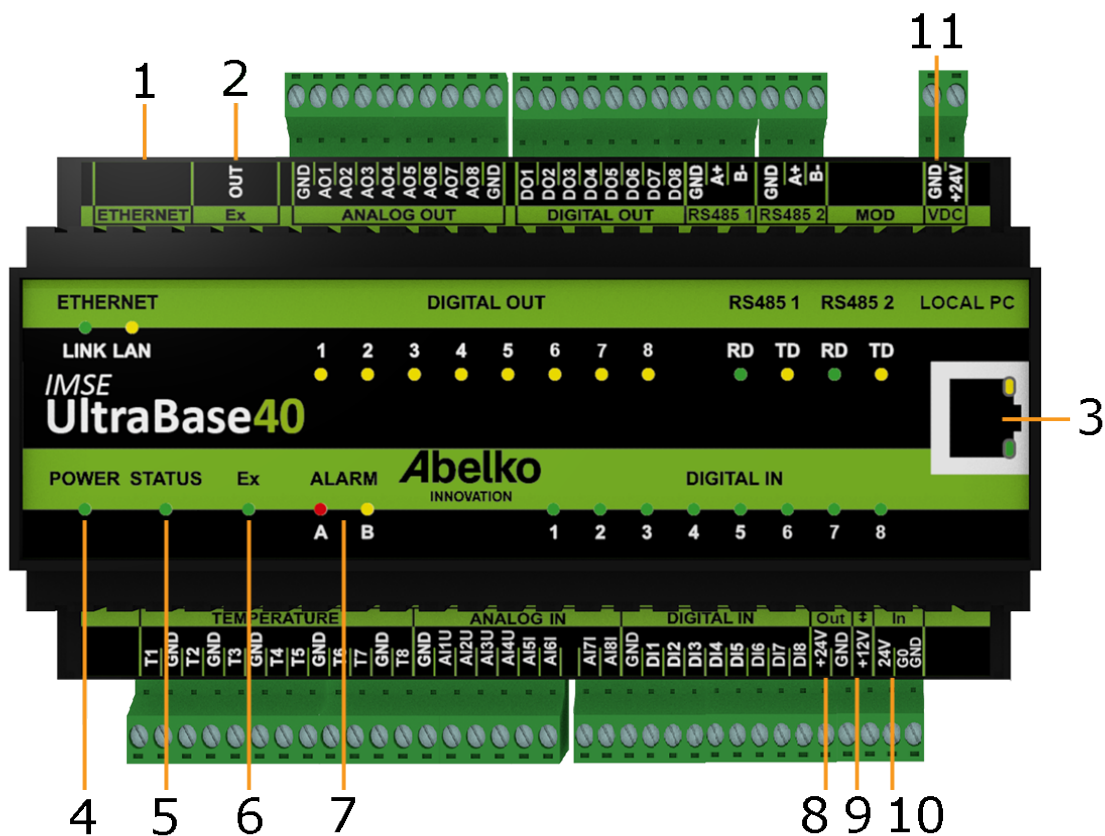 11
1 2
GND AO1 AO2 AO3 AO4 AO5 AO6 AO7 AO8 GND
DO1 DO2 DO3 DO4 DO5 DO6 DO7 DO8 GND A+ B-
GND A+ B-
GND +24V
OUT
ETHERNET Ex ANALOG OUT DIGITAL OUT RS485 1 RS485 2 MOD VDC
ETHERNET DIGITAL OUT RS485 1 RS485 2 LOCAL PC
LINK LAN 1 2 3 4 5 6 7 8 RD TD RD TD
IMSE
UltraBase40
3
POWER STATUS Ex ALARM Abelko DIGITAL IN
INNOVATION
A B 1 2 3 4 5 6 7 8
TEMPERATURE ANALOG IN DIGITAL IN Out In
T1 GND T2 GND T3 GND T4 T5 GND T6 T7 GND T8 GND AI1U AI2U AI3U AI4U AI5I AI6I AI7I AI8I GND DI1 DI2 DI3 DI4 DI5 DI6 DI7 DI8 +24V GND +12V 24V G0 GND
4 5 6 7 8 9 10